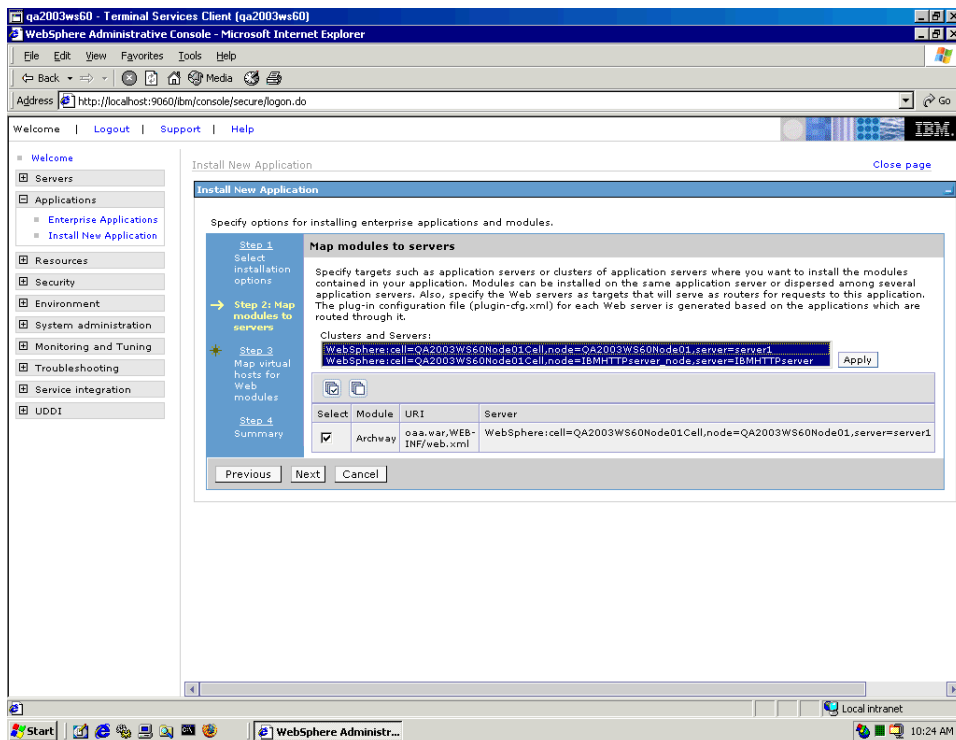 qa2003ws60 - Terminal Services Client (qa2003ws60)
WebSphere Administrative Console - Microsoft Internet Explorer
File Edit View Favorites Tools Help
Back Media
Address http://localhost:9060/ibm/console/secure/logon.do Go
Welcome | Logout | Support | Help IBM.
Welcome
Servers
Applications
Enterprise Applications
Install New Application
Resources
Security
Environment
System administration
Monitoring and Tuning
Troubleshooting
Service integration
UDDI
Install New Application Close page
Install New Application
Specify options for installing enterprise applications and modules.
Step 1
Select
installation
options
Step 2: Map
modules to
servers
Step 3
Map virtual
hosts for
Web
modules
Step 4
Summary
Map modules to servers
Specify targets such as application servers or clusters of application servers where you want to install the modules
contained in your application. Modules can be installed on the same application server or dispersed among several
application servers. Also, specify the Web servers as targets that will serve as routers for requests to this application.
The plug-in configuration file (plugin-cfg.xml) for each Web server is generated based on the applications which are
routed through it.
Clusters and Servers:
WebSphere:cell=QA2003WS60Node01Cell,node=QA2003WS60Node01,server=server1
WebSphere:cell=QA2003WS60Node01Cell,node=IBMHTTPserver_node,server=IBMHTTPserver
Apply
Select Module URI Server
Archway oaa.war,WEB-
INF/web.xml WebSphere:cell=QA2003WS60Node01Cell,node=QA2003WS60Node01,server=server1
Previous Next Cancel
Local intranet
Start WebSphere Administr... 10:24 AM